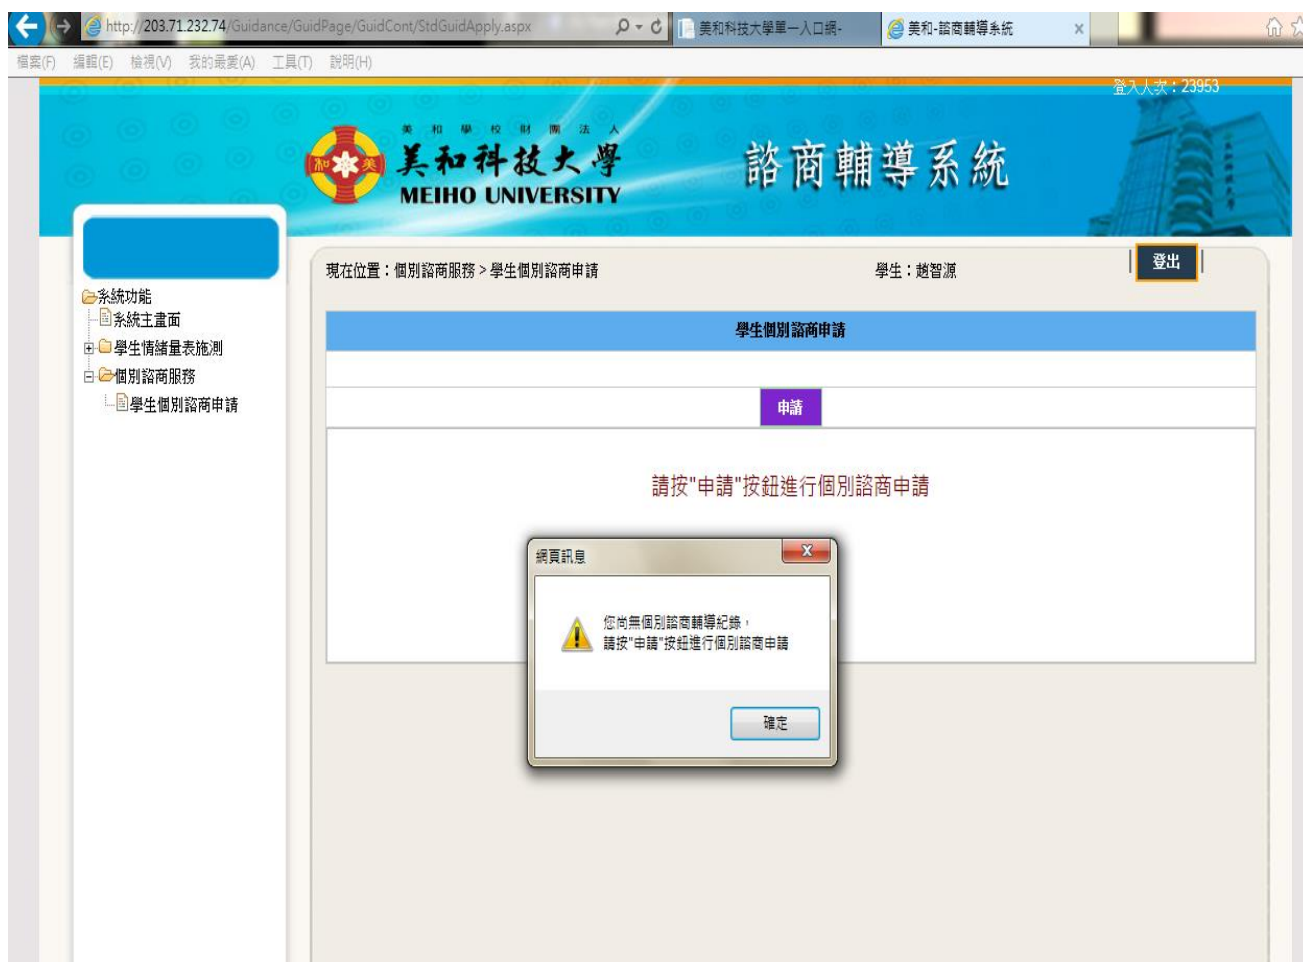 http://203.71.232.74/Guidance/GuidPage/GuidCont/StdGuidApply.aspx
美和科技大學單一入口網-
美和-諮商輔導系統
檔案(F) 編輯(E) 檢視(V) 我的最愛(A) 工具(T) 說明(H)
登入人次：23953
美和學校財團法人
美和科技大學
MEIHO UNIVERSITY
諮商輔導系統
現在位置：個別諮商服務 > 學生個別諮商申請
學生：趙智源
登出
系統功能
系統主畫面
學生情緒量表施測
個別諮商服務
學生個別諮商申請
學生個別諮商申請
申請
請按"申請"按鈕進行個別諮商申請
網頁訊息
您尚無個別諮商輔導紀錄，
請按"申請"按鈕進行個別諮商申請
確定